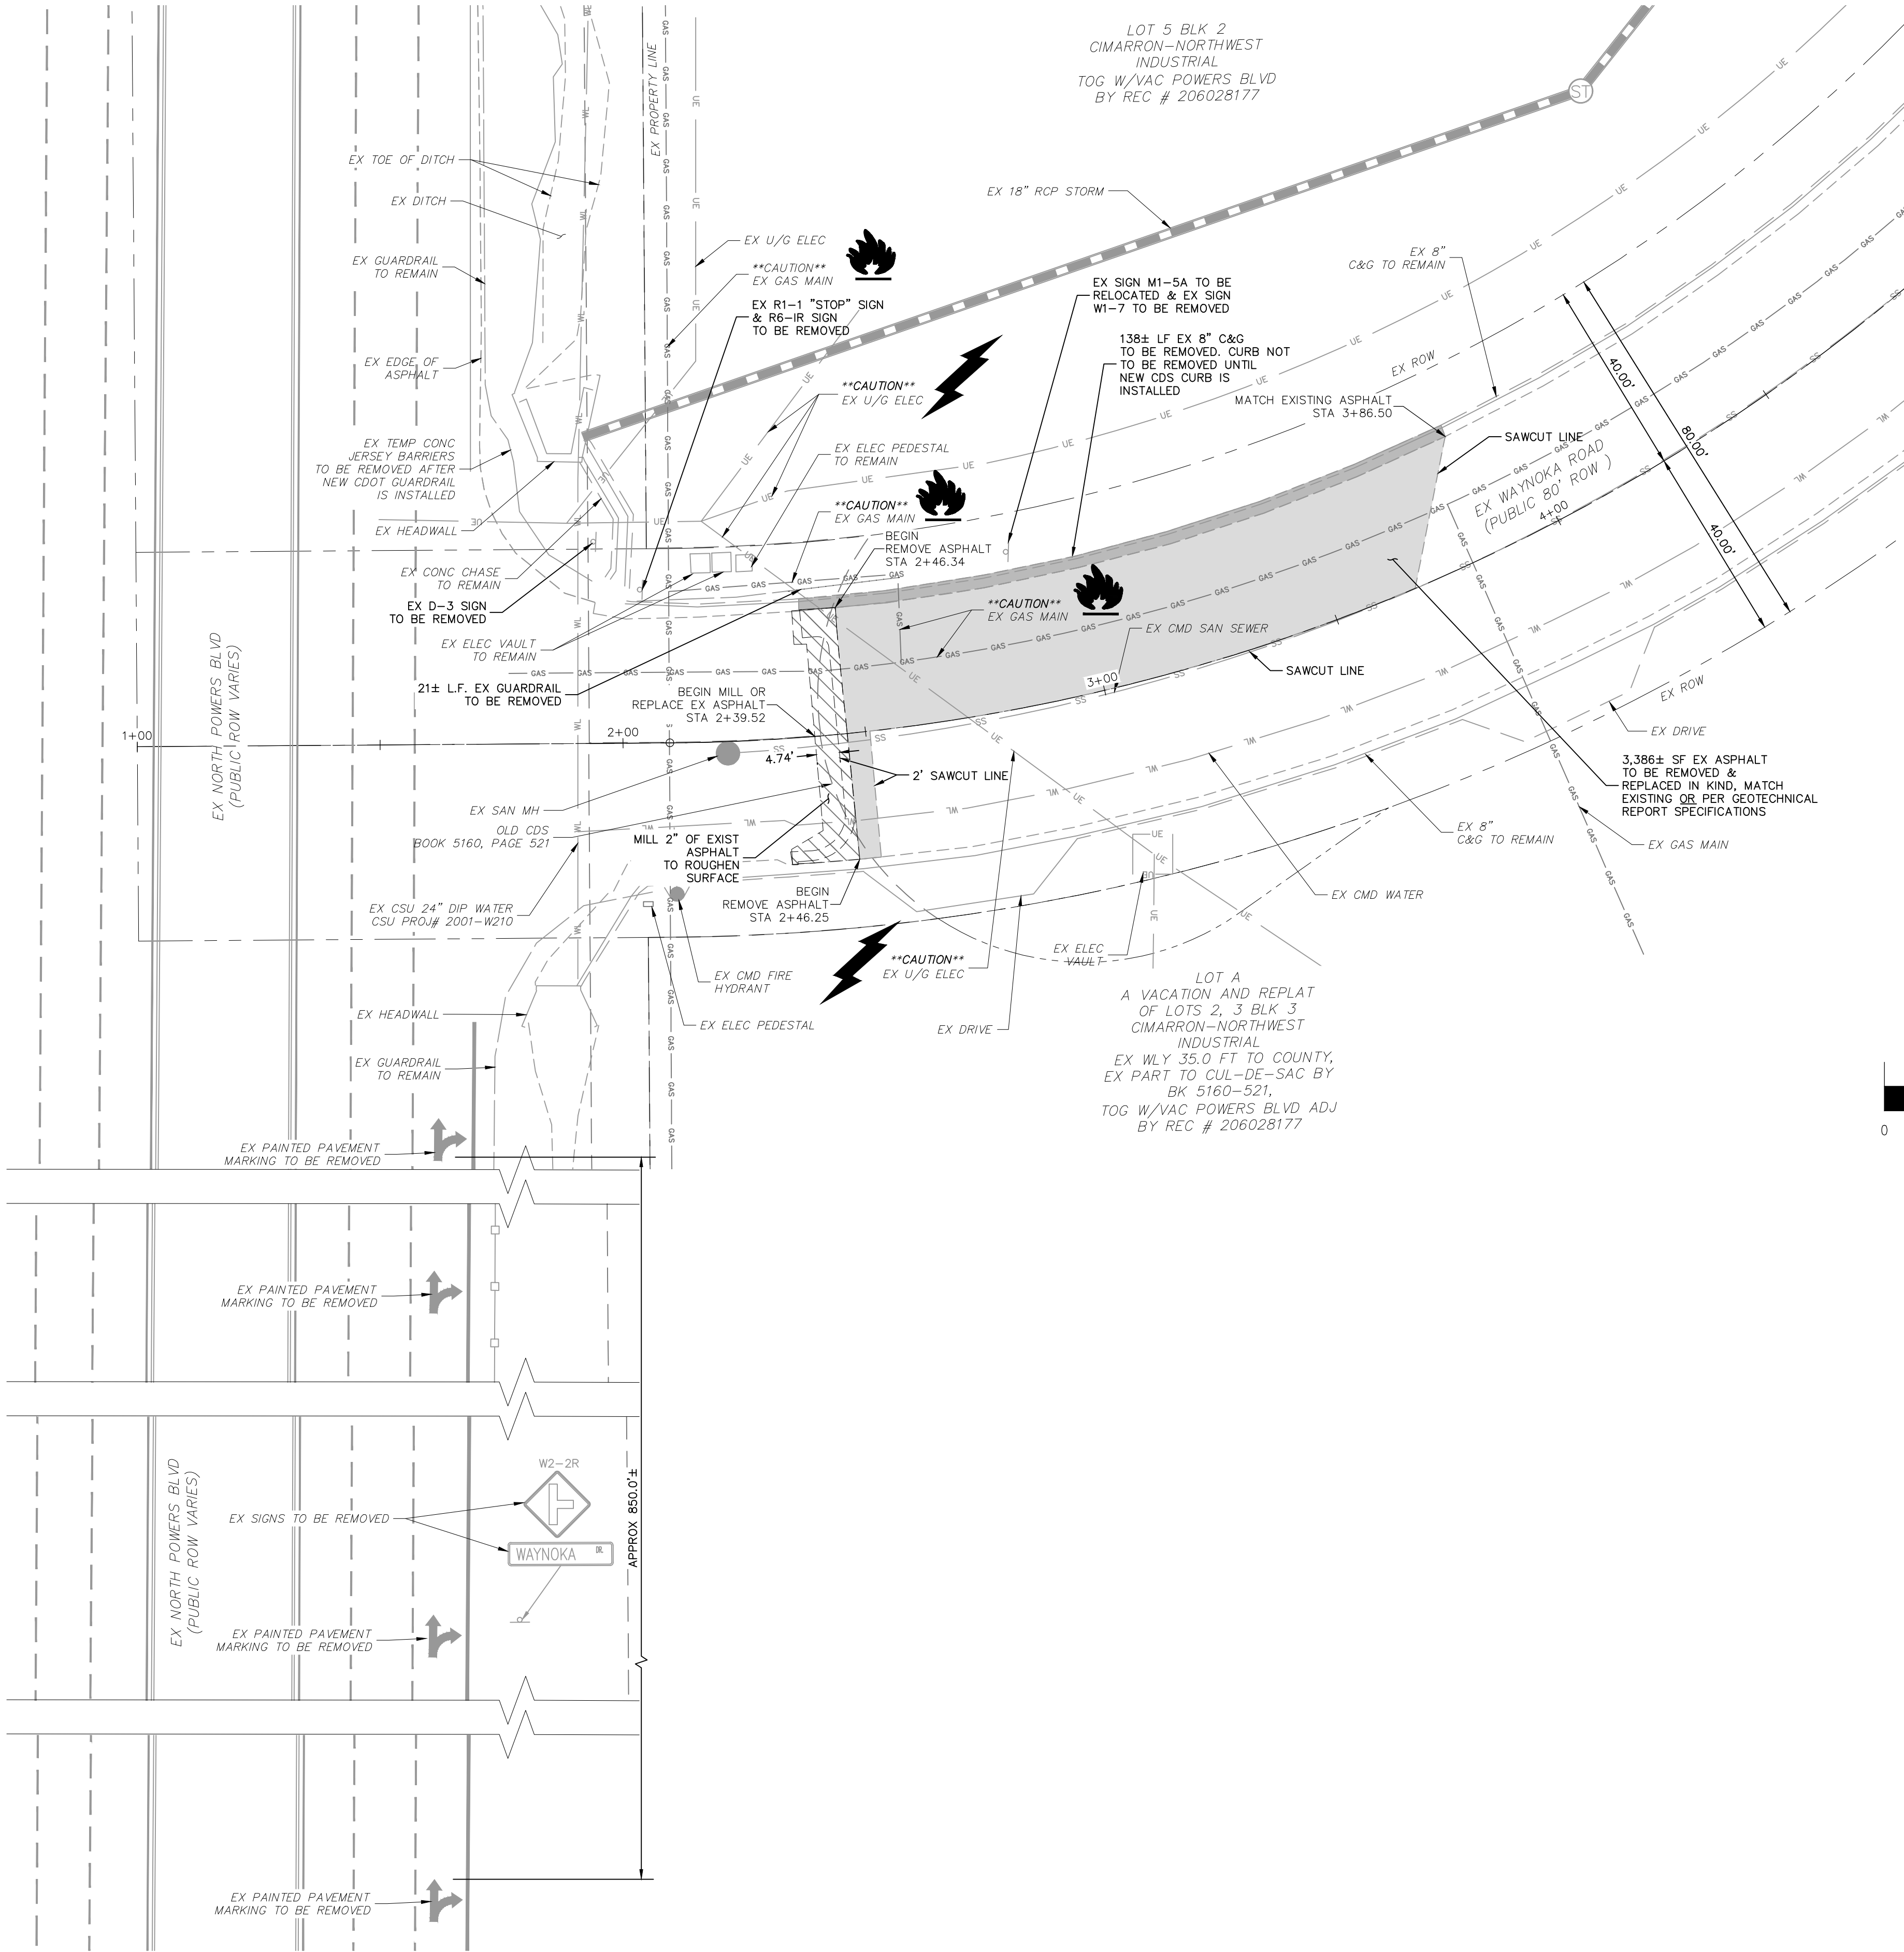 LOT 5 BLK 2
CIMARRON-NORTHWEST
INDUSTRIAL
TOG W/VAC POWERS BLVD
BY REC # 206028177
EX PROPERTY LINE
EX TOE OF DITCH
EX DITCH
EX GUARDRAIL
TO REMAIN
EX EDGE OF
ASPHALT
EX TEMP CONC
JERSEY BARRIERS
TO BE REMOVED AFTER
NEW CDOT GUARDRAIL
IS INSTALLED
EX HEADWALL
EX CONC CHASE
TO REMAIN
EX D-3 SIGN
TO BE REMOVED
EX ELEC VAULT
TO REMAIN
21± L.F. EX GUARDRAIL
TO BE REMOVED
EX U/G ELEC
**CAUTION**
EX GAS MAIN
EX R1-1 "STOP" SIGN
& R6-IR SIGN
TO BE REMOVED
**CAUTION**
EX U/G ELEC
EX ELEC PEDESTAL
TO REMAIN
**CAUTION**
EX GAS MAIN
BEGIN
REMOVE ASPHALT
STA 2+46.34
EX 18" RCP STORM
ST
EX SIGN M1-5A TO BE
RELOCATED & EX SIGN
W1-7 TO BE REMOVED
138± LF EX 8" C&G
TO BE REMOVED. CURB NOT
TO BE REMOVED UNTIL
NEW CDS CURB IS
INSTALLED
EX 8"
C&G TO REMAIN
EX ROW
MATCH EXISTING ASPHALT
STA 3+86.50
SAWCUT LINE
40.00'
80.00'
40.00'
EX WAYNOKA ROAD
(PUBLIC 80' ROW )
4+00
**CAUTION**
EX GAS MAIN
EX CMD SAN SEWER
SAWCUT LINE
3+00
EX ROW
EX DRIVE
3,386± SF EX ASPHALT
TO BE REMOVED &
REPLACED IN KIND, MATCH
EXISTING OR PER GEOTECHNICAL
REPORT SPECIFICATIONS
EX GAS MAIN
EX 8"
C&G TO REMAIN
EX CMD WATER
BEGIN MILL OR
REPLACE EX ASPHALT
STA 2+39.52
1+00
2+00
EX NORTH POWERS BLVD
(PUBLIC ROW VARIES)
4.74'
2' SAWCUT LINE
EX SAN MH
OLD CDS
BOOK 5160, PAGE 521
MILL 2" OF EXIST
ASPHALT
TO ROUGHEN
SURFACE
EX CSU 24" DIP WATER
CSU PROJ# 2001-W210
BEGIN
REMOVE ASPHALT
STA 2+46.25
**CAUTION**
EX U/G ELEC
EX ELEC
VAULT
EX CMD FIRE
HYDRANT
EX ELEC PEDESTAL
EX DRIVE
EX HEADWALL
EX GUARDRAIL
TO REMAIN
LOT A
A VACATION AND REPLAT
OF LOTS 2, 3 BLK 3
CIMARRON-NORTHWEST
INDUSTRIAL
EX WLY 35.0 FT TO COUNTY,
EX PART TO CUL-DE-SAC BY
BK 5160-521,
TOG W/VAC POWERS BLVD ADJ
BY REC # 206028177
0
EX PAINTED PAVEMENT
MARKING TO BE REMOVED
EX PAINTED PAVEMENT
MARKING TO BE REMOVED
W2-2R
EX SIGNS TO BE REMOVED
WAYNOKA DR.
APPROX 850.0'±
EX NORTH POWERS BLVD
(PUBLIC ROW VARIES)
EX PAINTED PAVEMENT
MARKING TO BE REMOVED
EX PAINTED PAVEMENT
MARKING TO BE REMOVED